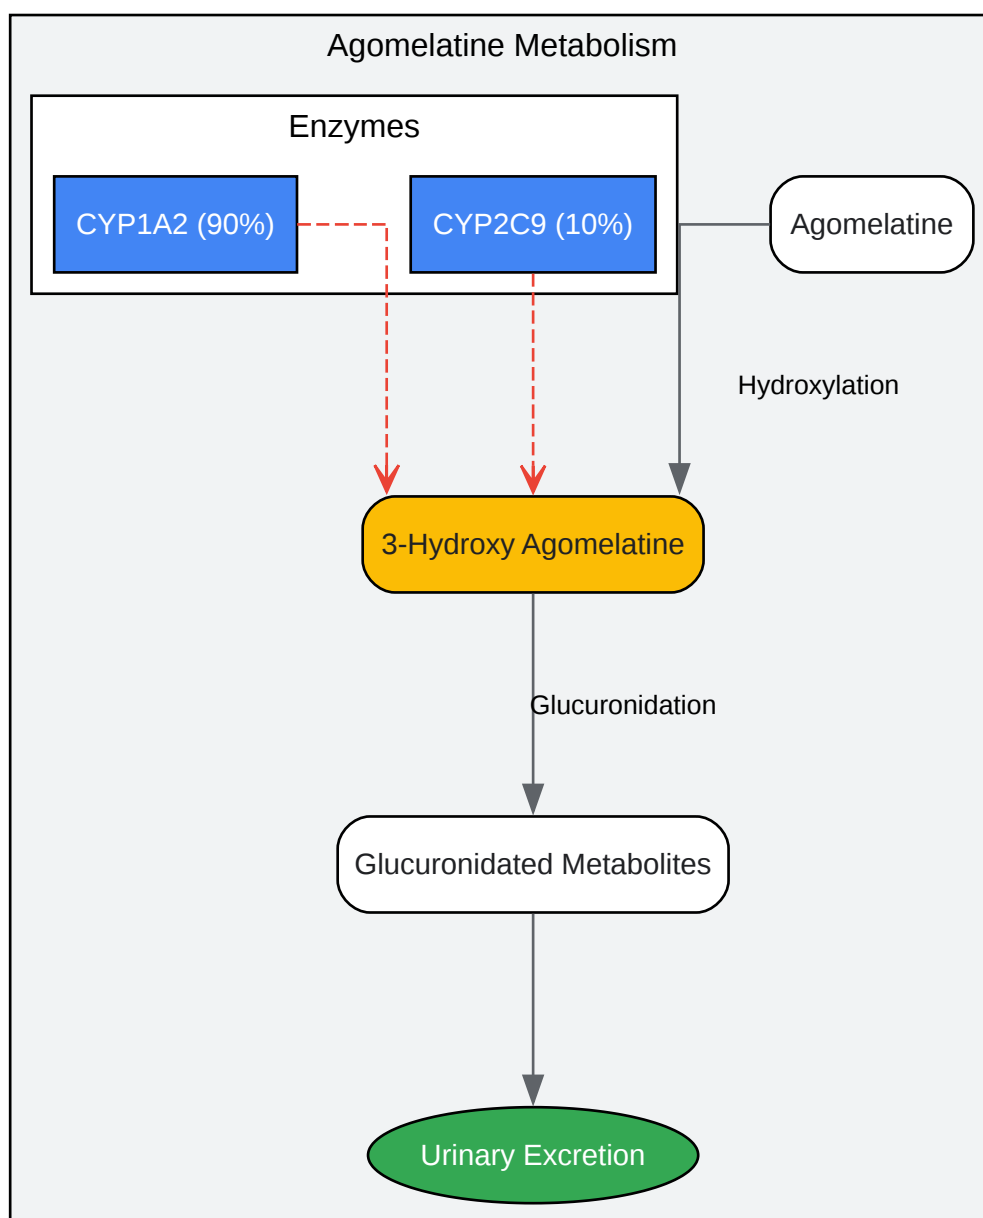 Agomelatine Metabolism
Enzymes
CYP1A2 (90%)
CYP2C9 (10%)
Agomelatine
Hydroxylation
3-Hydroxy Agomelatine
Glucuronidation
Glucuronidated Metabolites
Urinary Excretion